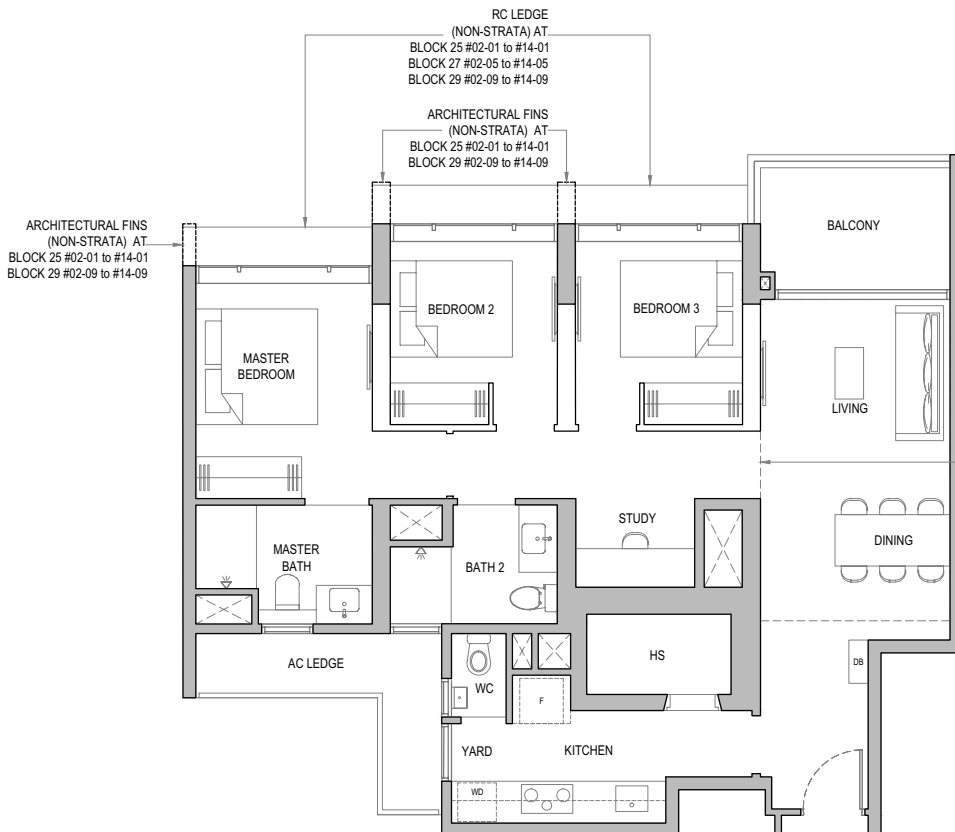 RC LEDGE
(NON-STRATA) AT
BLOCK 25 #02-01 to #14-01
BLOCK 27 #02-05 to #14-05
BLOCK 29 #02-09 to #14-09
ARCHITECTURAL FINS
(NON-STRATA) AT
BLOCK 25 #02-01 to #14-01
BLOCK 29 #02-09 to #14-09
ARCHITECTURAL FINS
(NON-STRATA) AT
BLOCK 25 #02-01 to #14-01
BLOCK 29 #02-09 to #14-09
BALCONY
BEDROOM 2
BEDROOM 3
MASTER
BEDROOM
LIVING
STUDY
DINING
MASTER
BATH
BATH 2
AC LEDGE
HS
DB
WC
F
YARD
KITCHEN
WD